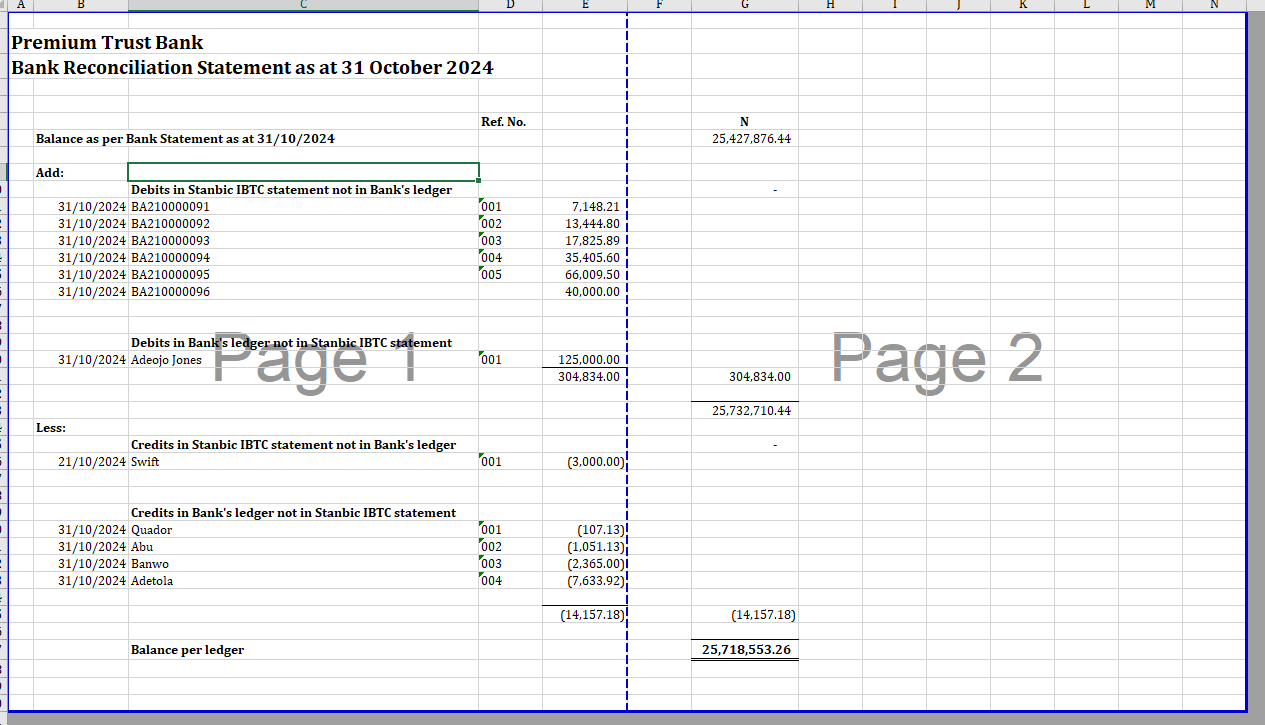 A B C D E F G H I J K L M N
Premium Trust Bank
Bank Reconciliation Statement as at 31 October 2024
Ref. No. N
Balance as per Bank Statement as at 31/10/2024 25,427,876.44
Add:
Debits in Stanbic IBTC statement not in Bank's ledger -
31/10/2024 BA210000091 001 7,148.21
31/10/2024 BA210000092 002 13,444.80
31/10/2024 BA210000093 003 17,825.89
31/10/2024 BA210000094 004 35,405.60
31/10/2024 BA210000095 005 66,009.50
31/10/2024 BA210000096 40,000.00
Debits in Bank's ledger not in Stanbic IBTC statement
Page 1 Page 2
31/10/2024 Adeojo Jones 001 125,000.00
304,834.00 304,834.00
25,732,710.44
Less:
Credits in Stanbic IBTC statement not in Bank's ledger -
21/10/2024 Swift 001 (3,000.00)
Credits in Bank's ledger not in Stanbic IBTC statement
31/10/2024 Quador 001 (107.13)
31/10/2024 Abu 002 (1,051.13)
31/10/2024 Banwo 003 (2,365.00)
31/10/2024 Adetola 004 (7,633.92)
(14,157.18) (14,157.18)
Balance per ledger 25,718,553.26